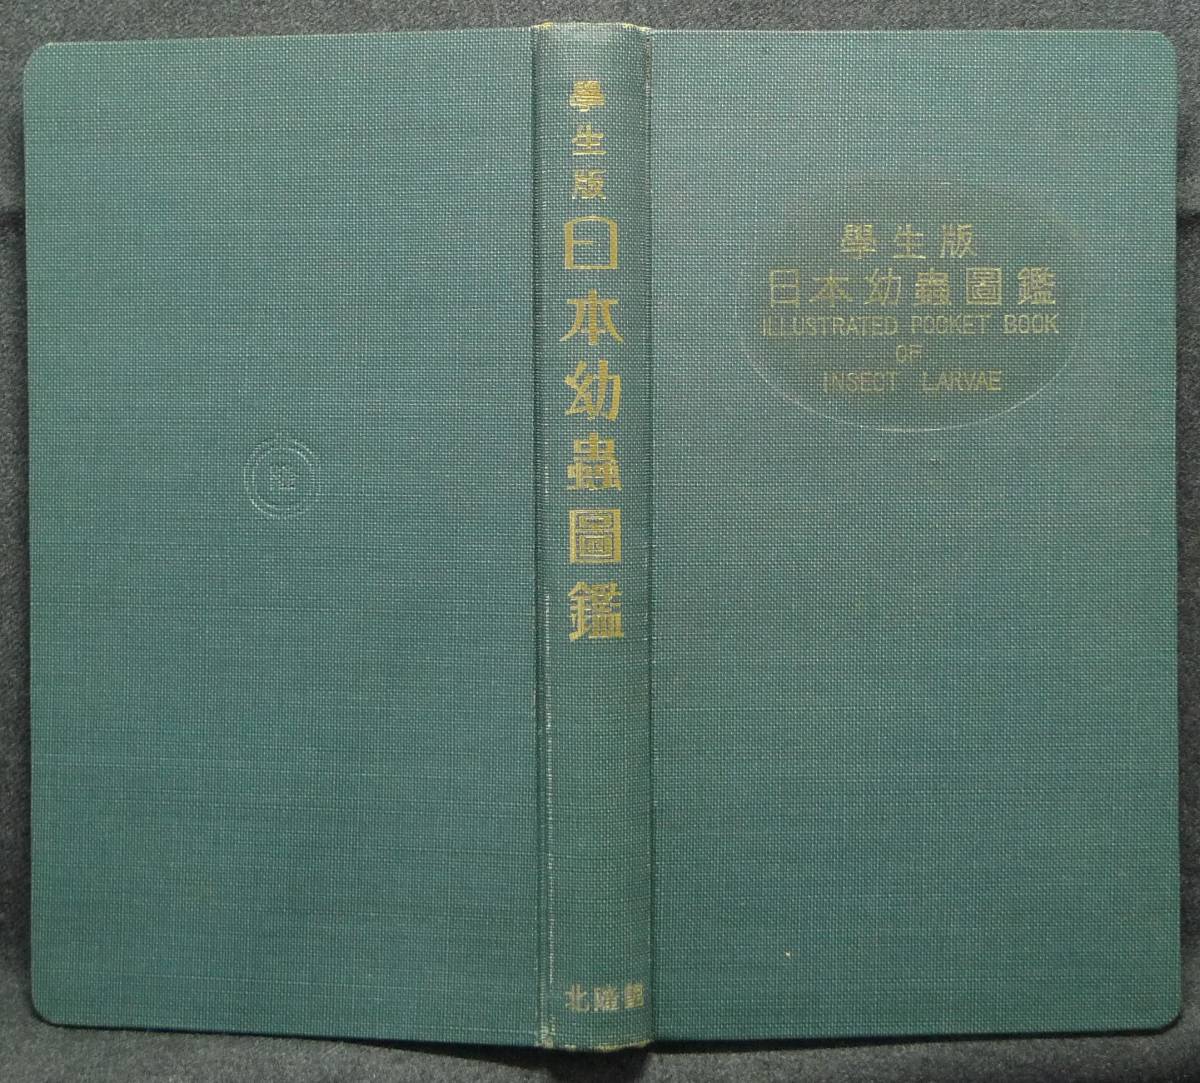 學生版
日本幼蟲圖鑑
ILLUSTRATED POCKET BOOK
OF
INSECT LARVAE
學生版日本幼蟲圖鑑
北隆館